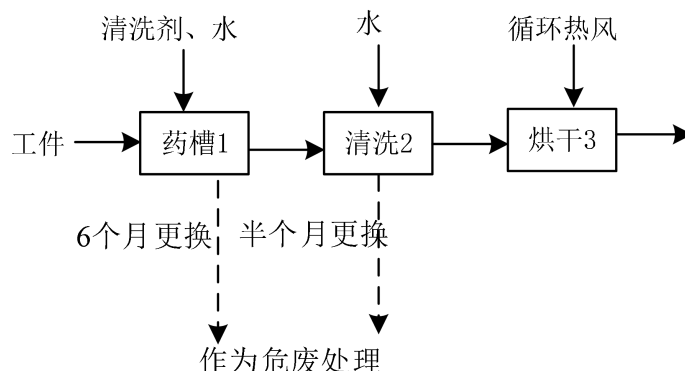 清洗剂、水
水
循环热风
工件
药槽1
清洗2
烘干3
6个月更换
半个月更换
作为危废处理